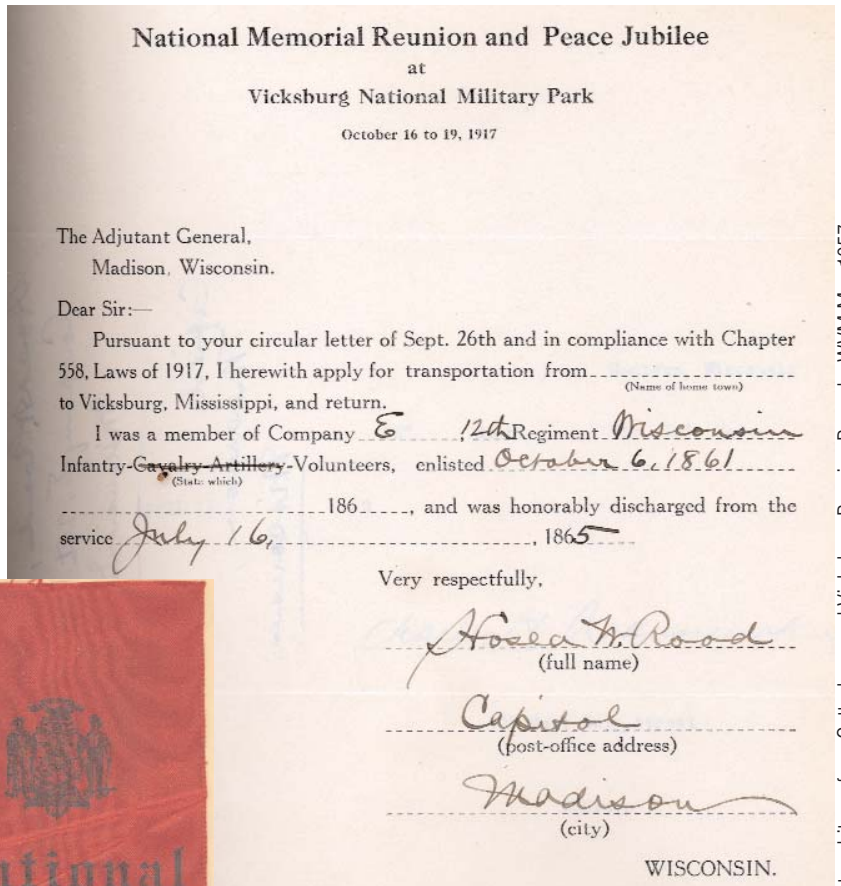 National Memorial Reunion and Peace Jubilee
at
Vicksburg National Military Park
October 16 to 19, 1917
The Adjutant General,
Madison, Wisconsin.
Dear Sir:—
Pursuant to your circular letter of Sept. 26th and in compliance with Chapter
558, Laws of 1917, I herewith apply for transportation from
(Name of home town)
to Vicksburg, Mississippi, and return.
I was a member of Company E 12th Regiment Wisconsin
Infantry-Cavalry-Artillery-Volunteers, enlisted October 6, 1861
(State which)
186, and was honorably discharged from the
service July 16, , 1865
Very respectfully,
Hosea W. Rood
(full name)
Capitol
(post-office address)
Madison
(city)
WISCONSIN.